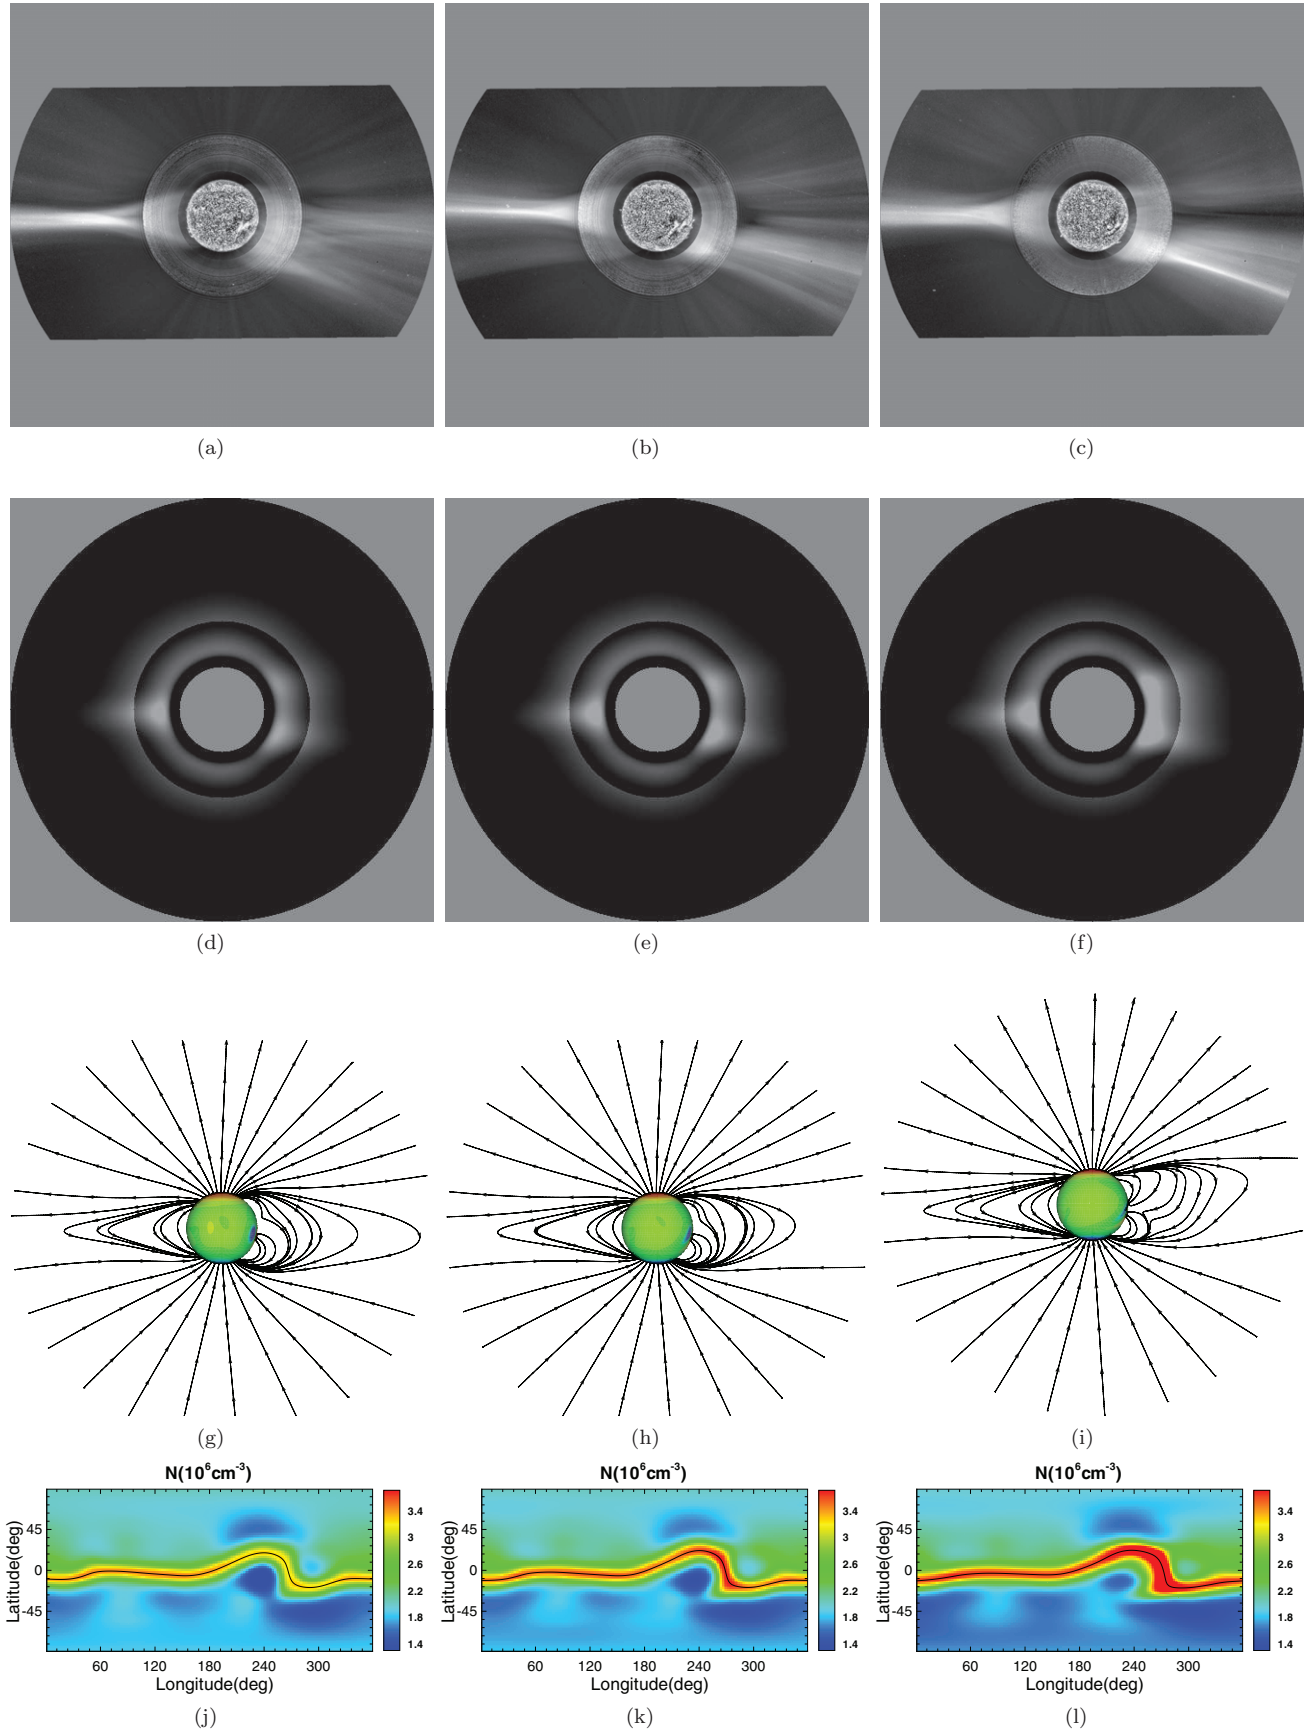 (a) (b) (c)
(d) (e) (f)
(g) (h) (i)
N(10⁶cm⁻³) N(10⁶cm⁻³) N(10⁶cm⁻³)
Latitude(deg) 45 0 -45 3.4 3 2.6 2.2 1.8 1.4
60 120 180 240 300
Longitude(deg)
Latitude(deg) 45 0 -45 3.4 3 2.6 2.2 1.8 1.4
60 120 180 240 300
Longitude(deg)
Latitude(deg) 45 0 -45 3.4 3 2.6 2.2 1.8 1.4
60 120 180 240 300
Longitude(deg)
(j) (k) (l)